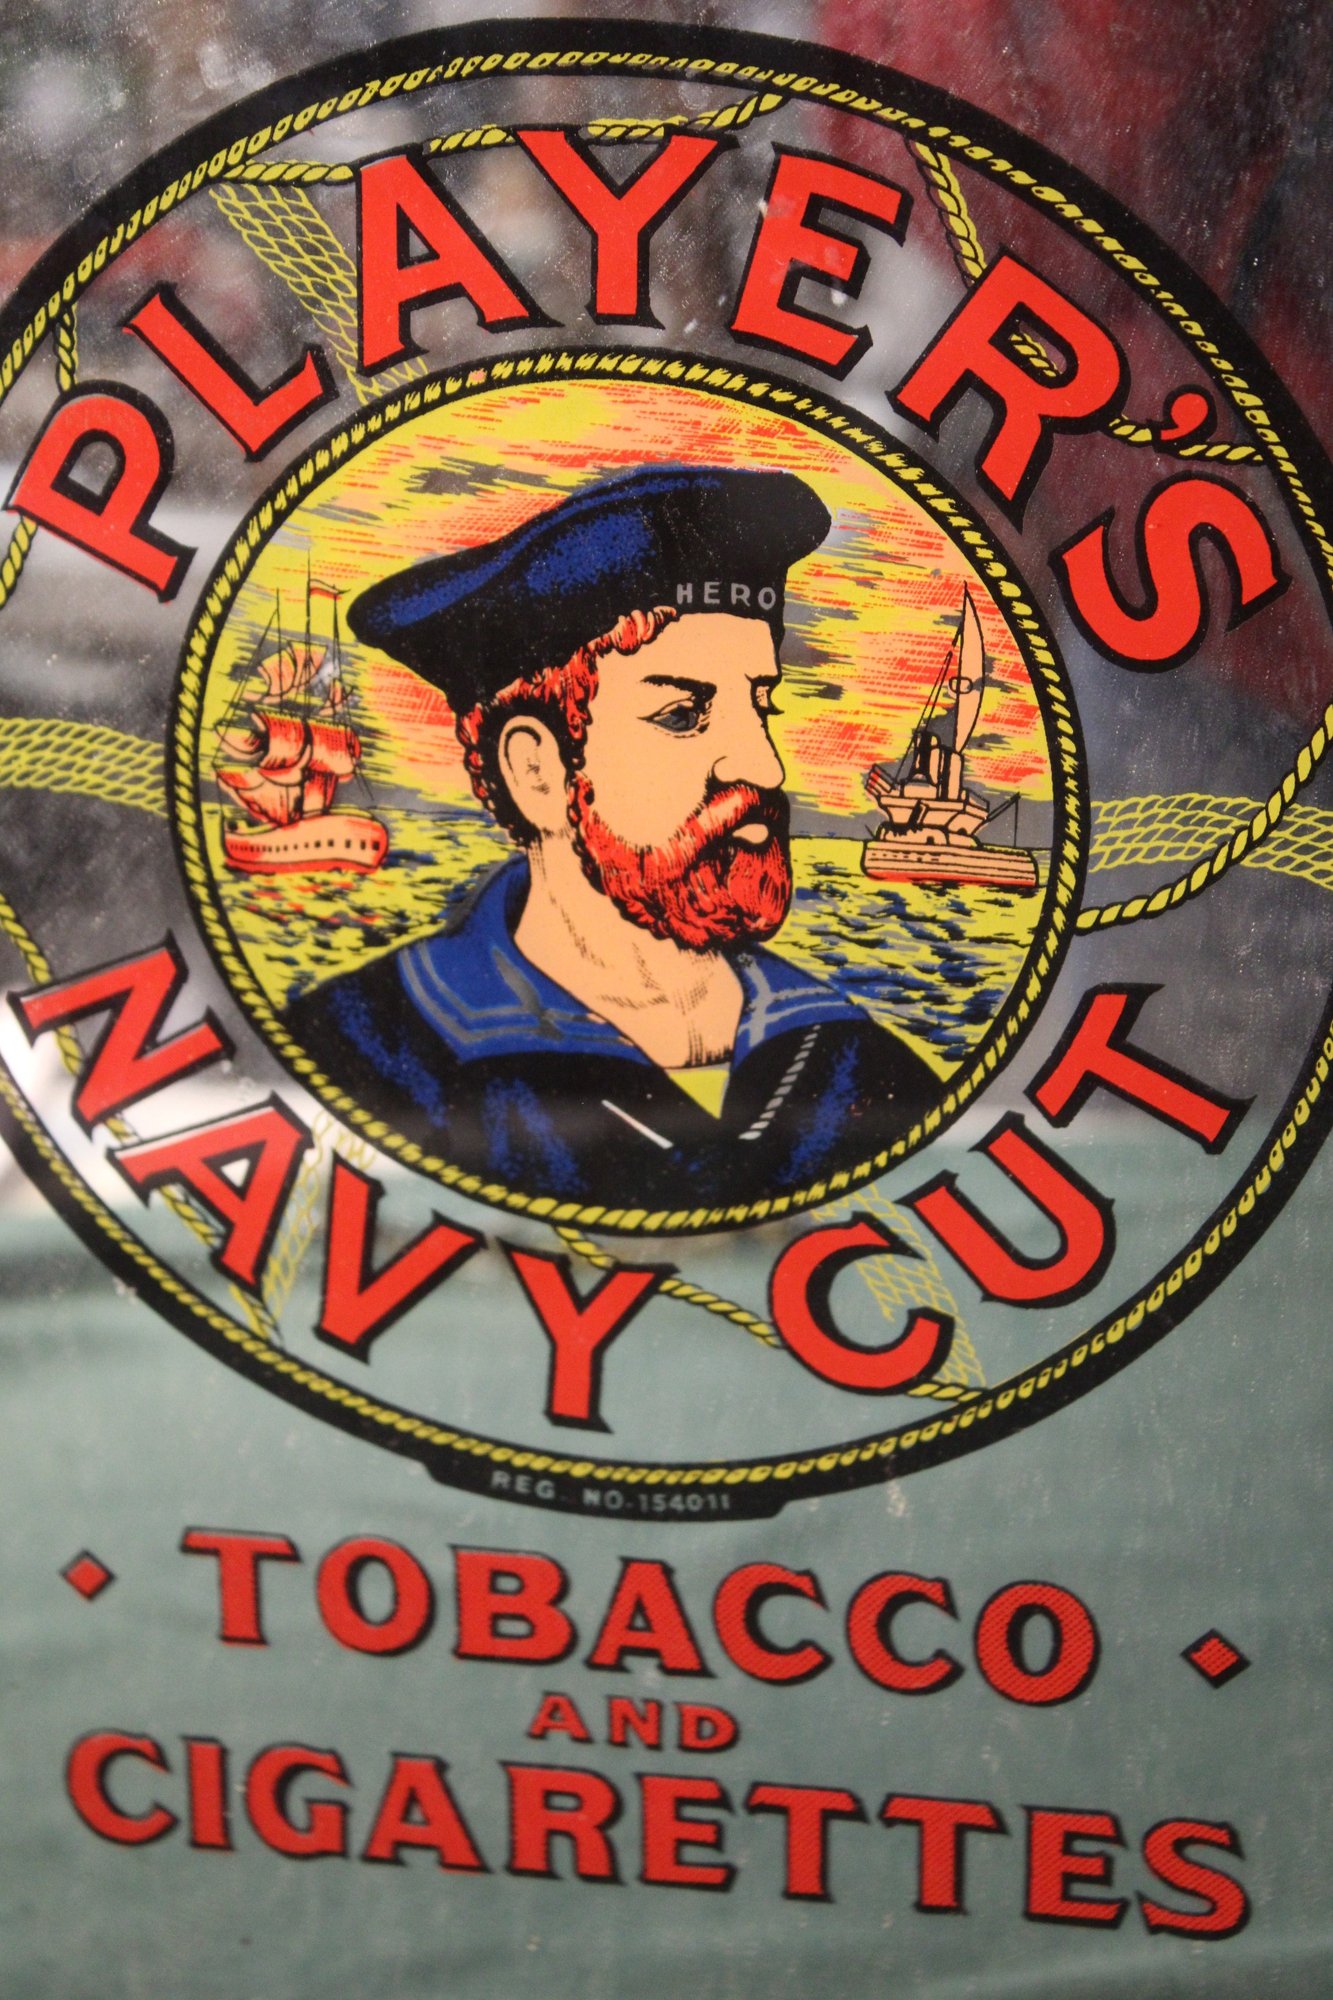 PLAYER'S
HERO
NAVY CUT
REG. NO. 154011
· TOBACCO ·
AND
CIGARETTES